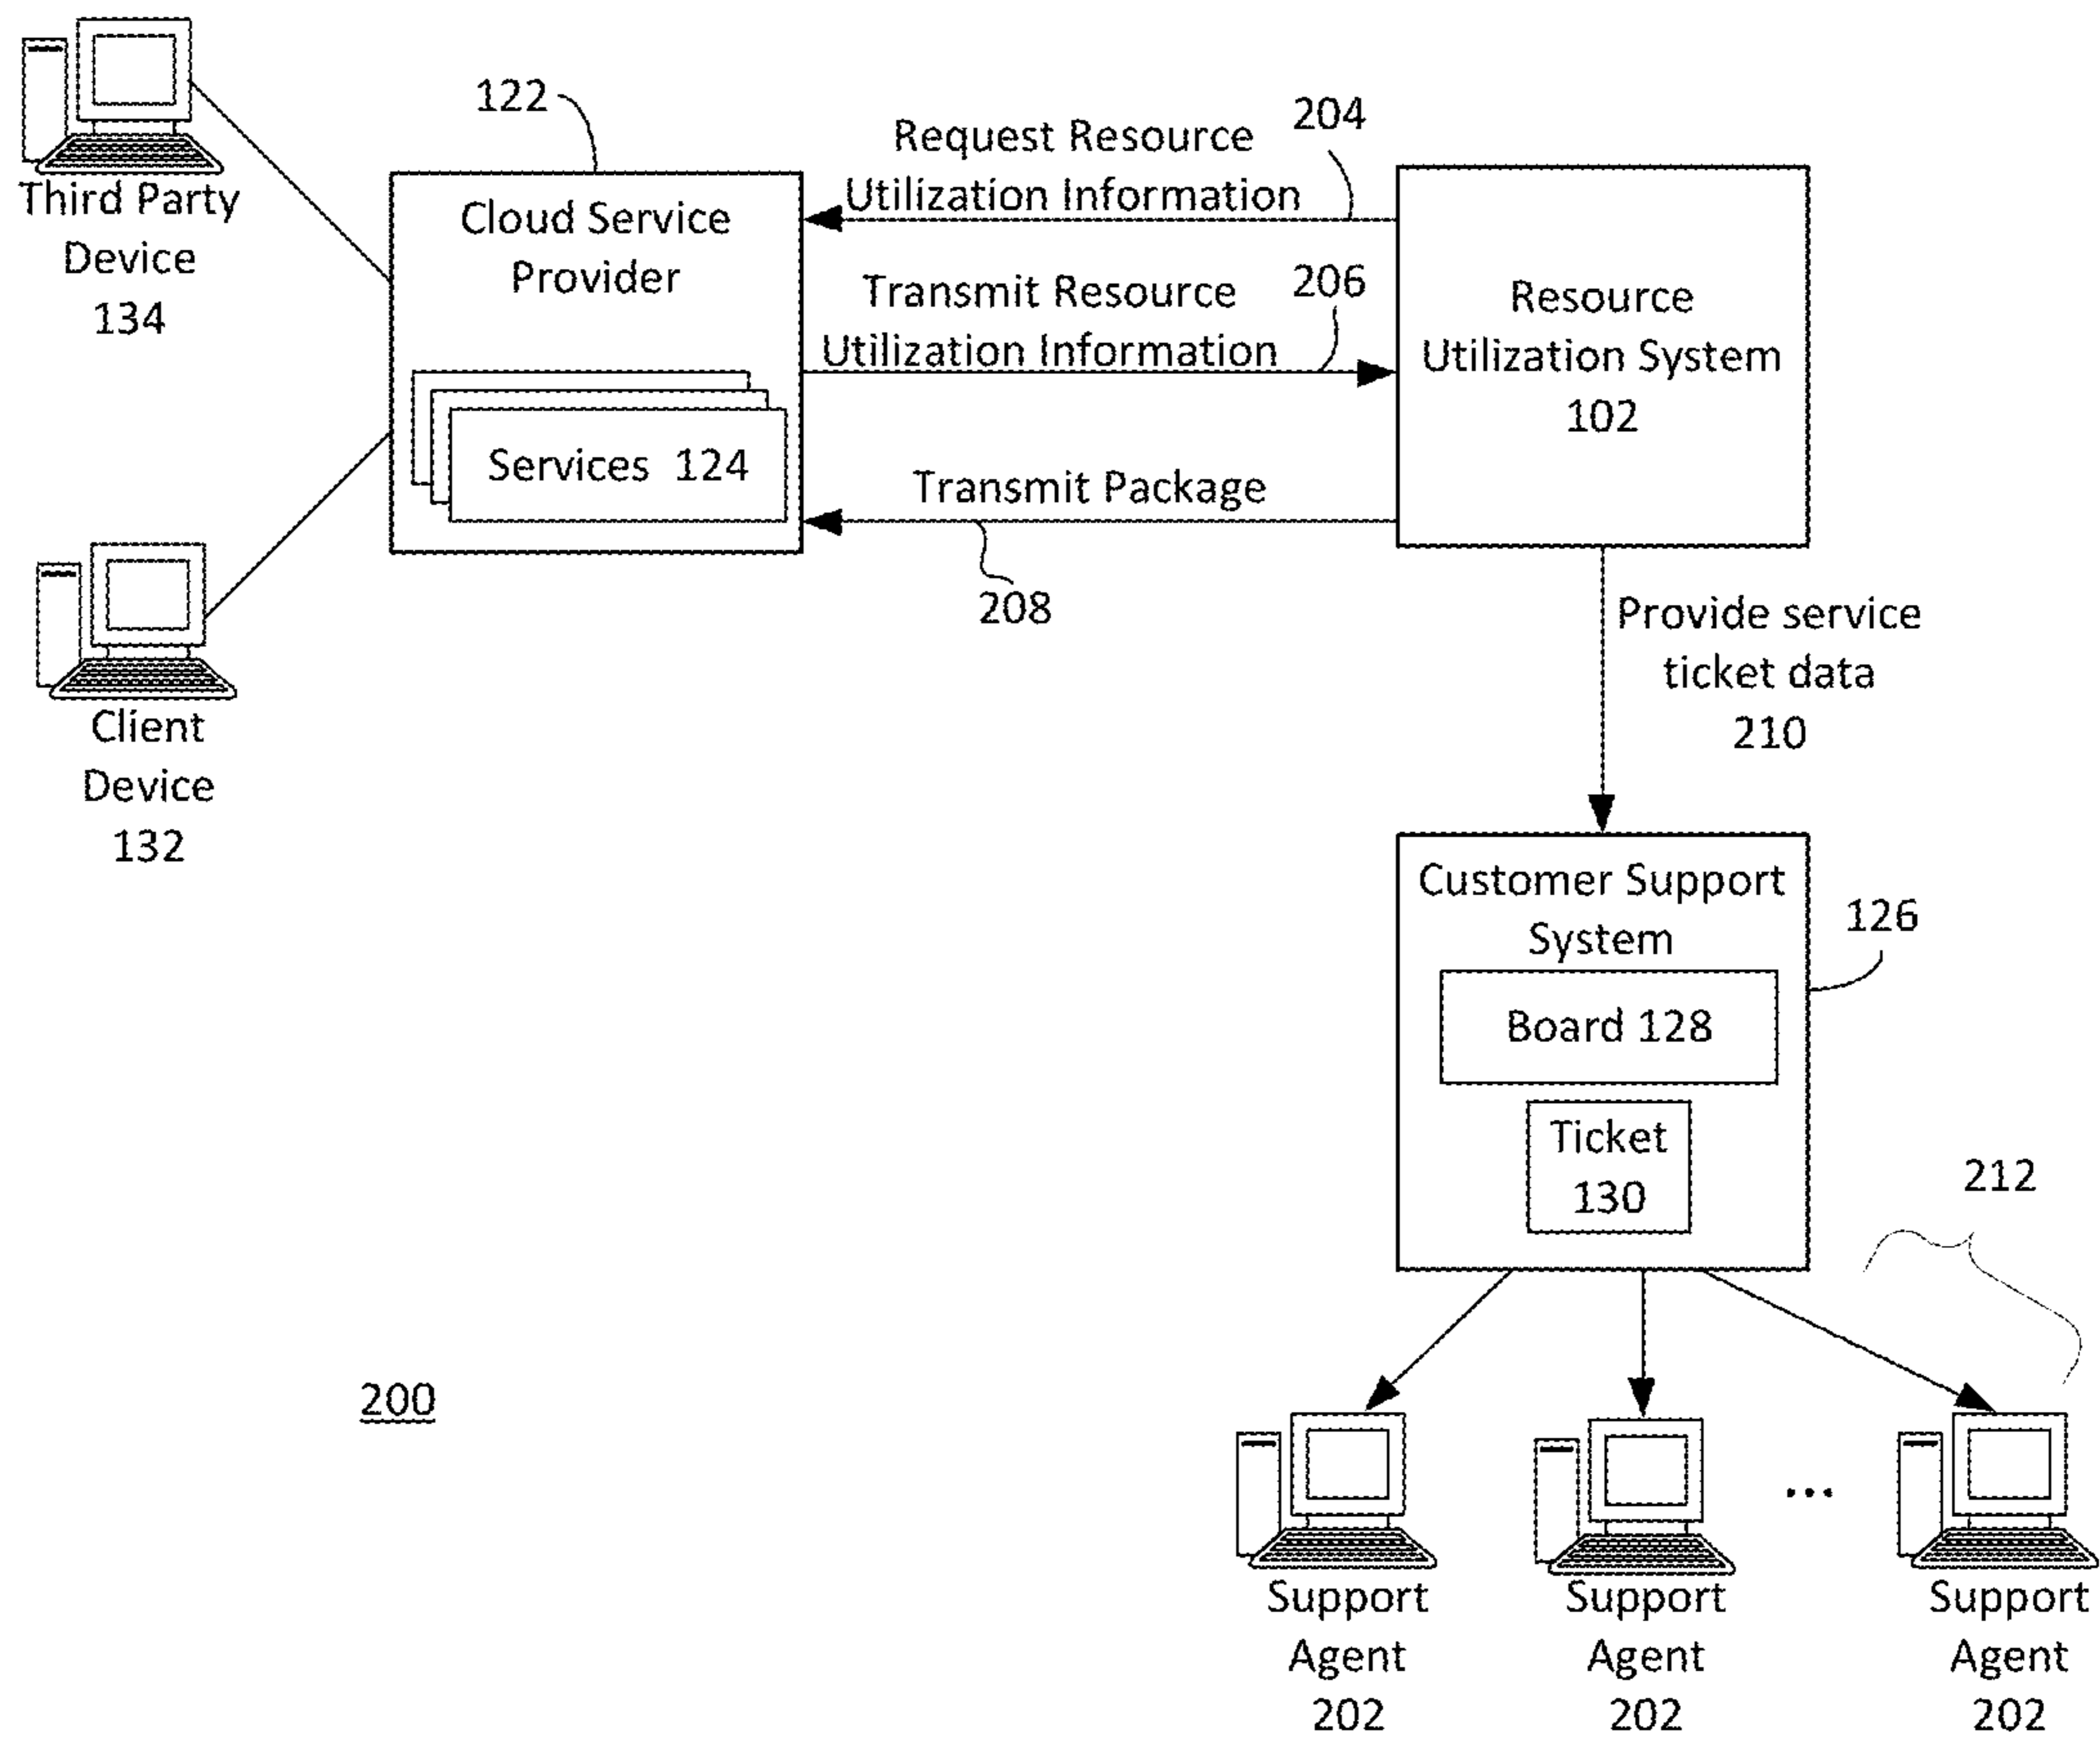 Third Party
Device
134
122
Cloud Service
Provider
Services 124
Request Resource
Utilization Information
204
Transmit Resource
Utilization Information
206
Transmit Package
208
Resource
Utilization System
102
Client
Device
132
Provide service
ticket data
210
Customer Support
System
126
Board 128
Ticket
130
212
200
Support
Agent
202
Support
Agent
202
...
Support
Agent
202